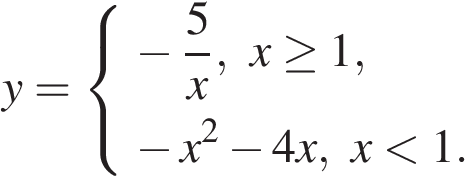 y = { -5/x, x ≥ 1,
-x² - 4x, x < 1.